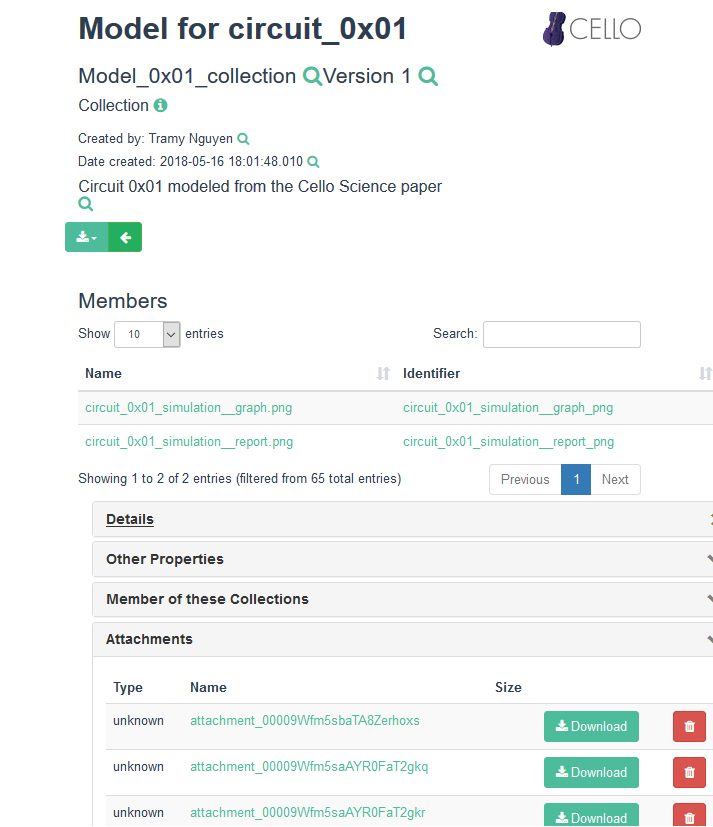 Model for circuit_0x01
CELLO
Model_0x01_collection Version 1
Collection
Created by: Tramy Nguyen
Date created: 2018-05-16 18:01:48.010
Circuit 0x01 modeled from the Cello Science paper
Members
Show 10 entries Search:
Name Identifier
circuit_0x01_simulation__graph.png circuit_0x01_simulation__graph_png
circuit_0x01_simulation__report.png circuit_0x01_simulation__report_png
Showing 1 to 2 of 2 entries (filtered from 65 total entries) Previous 1 Next
Details
Other Properties
Member of these Collections
Attachments
Type Name Size
unknown attachment_00009Wfm5sbaTA8Zerhoxs Download
unknown attachment_00009Wfm5saAYR0FaT2gkq Download
unknown attachment_00009Wfm5saAYR0FaT2gkr Download